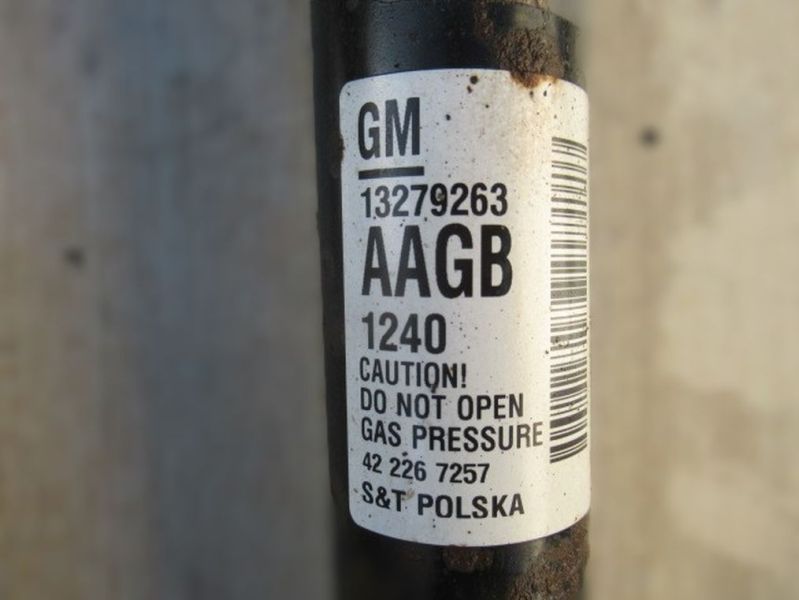 GM
13279263
AAGB
1240
CAUTION!
DO NOT OPEN
GAS PRESSURE
42 226 7257
S&T POLSKA